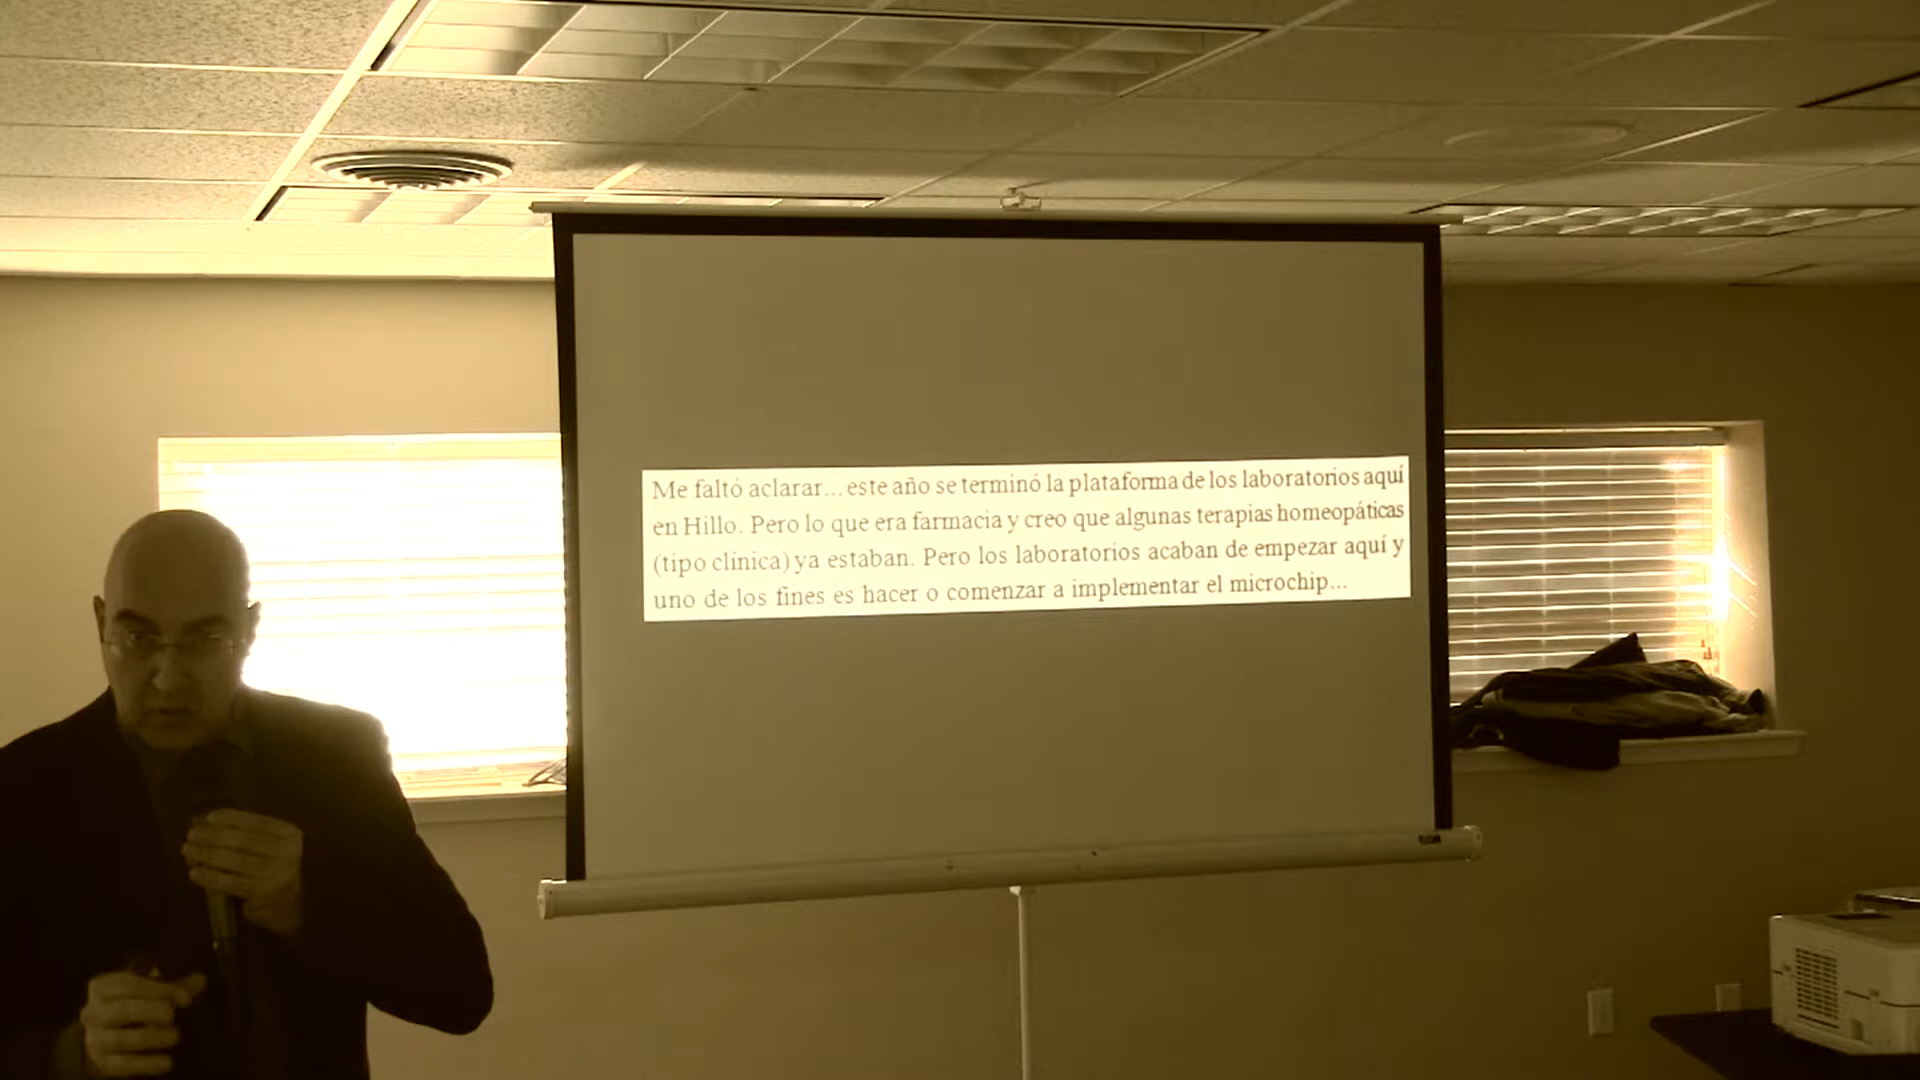 Me faltó aclarar... este año se terminó la plataforma de los laboratorios aquí
en Hillo. Pero lo que era farmacia y creo que algunas terapias homeopáticas
(tipo clínica) ya estaban. Pero los laboratorios acaban de empezar aquí y
uno de los fines es hacer o comenzar a implementar el microchip...